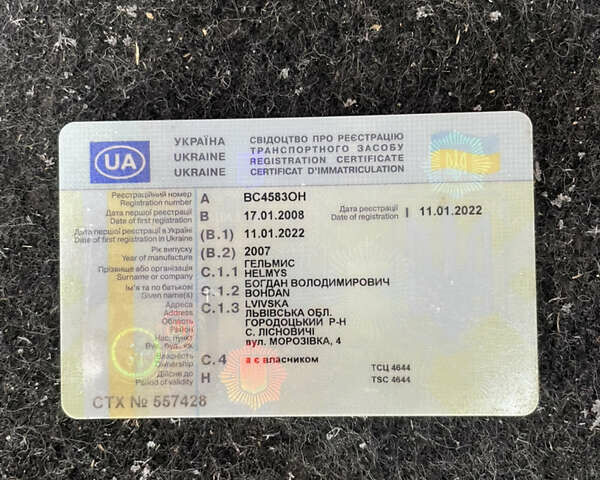 UA
УКРАЇНА
UKRAINE
СВІДОЦТВО ПРО РЕЄСТРАЦІЮ
ТРАНСПОРТНОГО ЗАСОБУ
REGISTRATION CERTIFICATE
CERTIFICAT D'IMMATRICULATION
Реєстраційний номер
Registration number
A BC4583OH
Дата першої реєстрації
Date of first registration
B 17.01.2008
Дата реєстрації
Date of registration
I 11.01.2022
Дата першої реєстрації в Україні
Date of first registration in Ukraine
(B.1) 11.01.2022
Рік випуску
Year of manufacture
(B.2) 2007
Прізвище або організація
Surname or company
C.1.1 ГЕЛЬМИС
HELMYS
Ім'я та по батькові
Given name(s)
C.1.2 БОГДАН ВОЛОДИМИРОВИЧ
BOHDAN
Адреса
Address
Область
Район
Нас. пункт
Вул., буд., кв.
C.1.3 LVIVSKA
ЛЬВІВСЬКА ОБЛ.
ГОРОДОЦЬКИЙ Р-Н
С. ЛІСНОВИЧІ
вул. МОРОЗІВКА, 4
Власність
Ownership
C.4 а є власником
Дійсне до
Period of validity
H
ТСЦ 4644
TSC 4644
СТХ № 557428